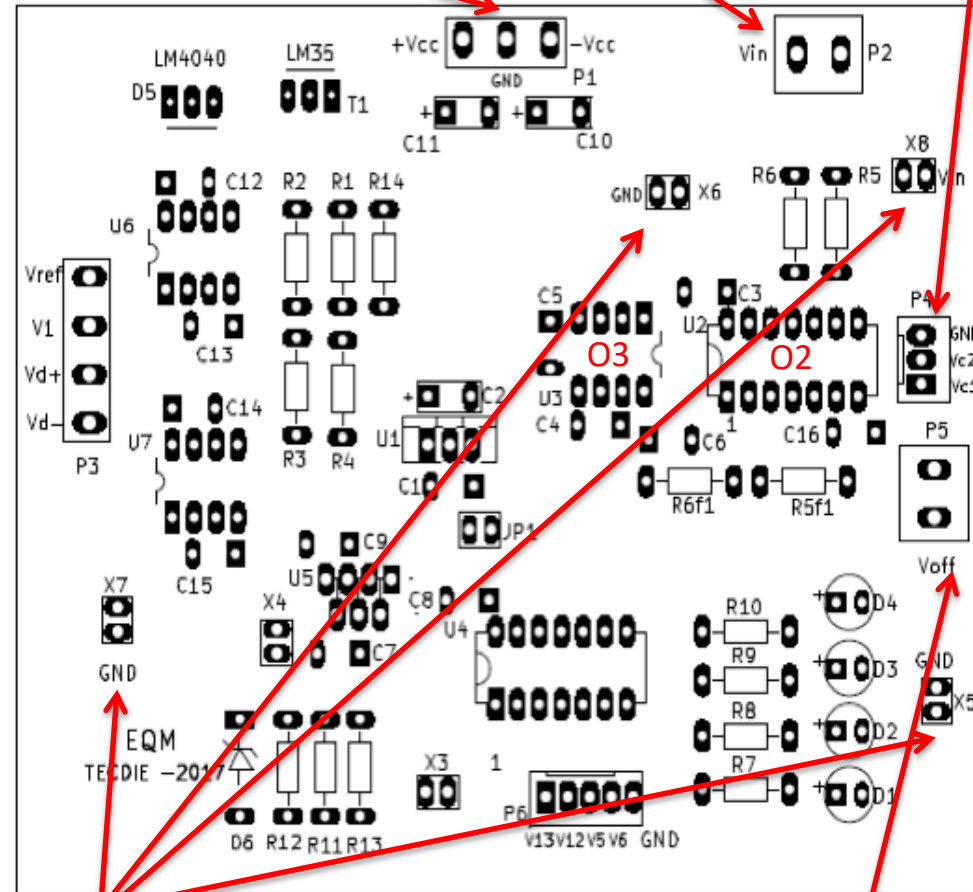 +Vcc -Vcc
GND P1
Vin P2
LM4040 LM35
D5 T1
+ +
C11 C10
X8
C12 R2 R1 R14 GND X6 R6 R5 Vin
U6
Vref
C5 C3 P4
V1 U2 GND
C13 O3 O2 Vc2
Vd+ U3 Vc1
+ C2
Vd- C14 C4 1 C6 C16 P5
U7 U1
P3 R3 R4
C1 R6f1 R5f1
JP1
C9 Voff
C15 U5
X7 X4 C8 R10 + D4
U4
C7 R9 + D3 GND
GND X5
R8 + D2
EQM
TECDIE -2017 X3 1 R7 + D1
P6
D6 R12 R11 R13 V13 V12 V5 V6 GND